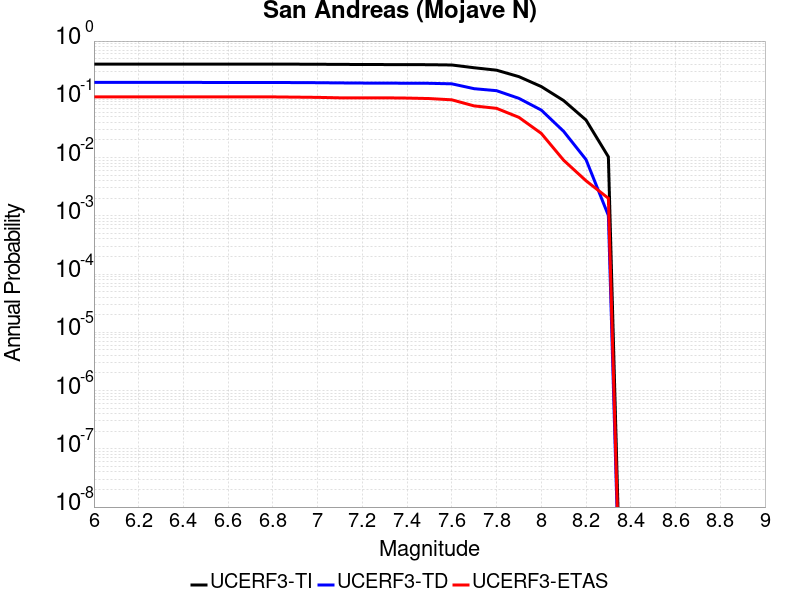 San Andreas (Mojave N)
10^0
10^-1
10^-2
10^-3
10^-4
10^-5
10^-6
10^-7
10^-8
Annual Probability
6 6.2 6.4 6.6 6.8 7 7.2 7.4 7.6 7.8 8 8.2 8.4 8.6 8.8 9
Magnitude
UCERF3-TI UCERF3-TD UCERF3-ETAS